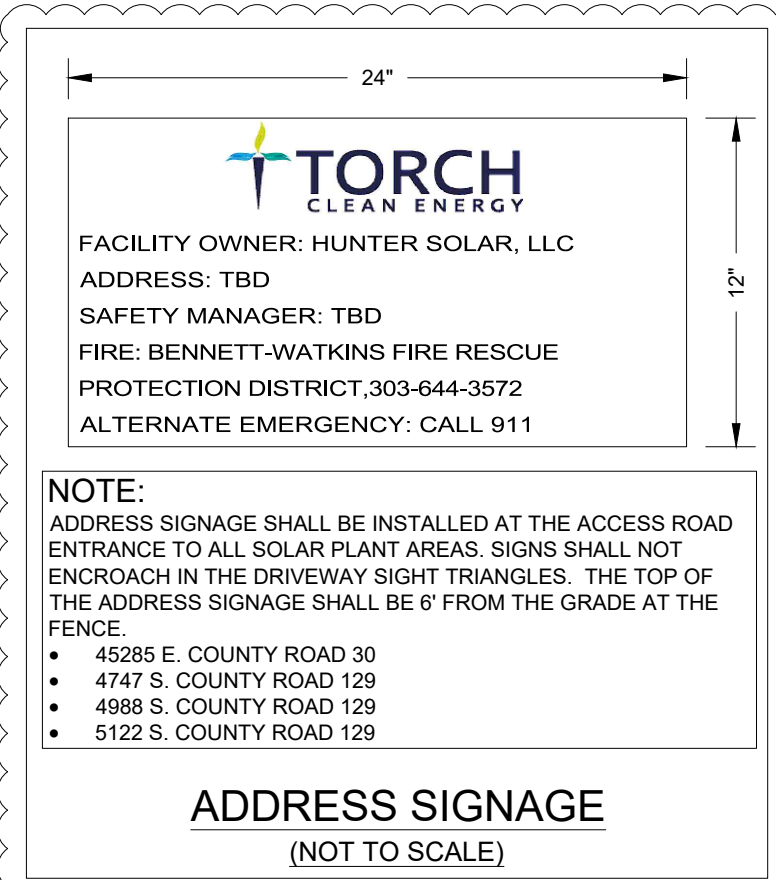 24"
TORCH
CLEAN ENERGY
FACILITY OWNER: HUNTER SOLAR, LLC
ADDRESS: TBD
SAFETY MANAGER: TBD
FIRE: BENNETT-WATKINS FIRE RESCUE
PROTECTION DISTRICT,303-644-3572
ALTERNATE EMERGENCY: CALL 911
12"
NOTE:
ADDRESS SIGNAGE SHALL BE INSTALLED AT THE ACCESS ROAD
ENTRANCE TO ALL SOLAR PLANT AREAS. SIGNS SHALL NOT
ENCROACH IN THE DRIVEWAY SIGHT TRIANGLES.  THE TOP OF
THE ADDRESS SIGNAGE SHALL BE 6' FROM THE GRADE AT THE
FENCE.
• 45285 E. COUNTY ROAD 30
• 4747 S. COUNTY ROAD 129
• 4988 S. COUNTY ROAD 129
• 5122 S. COUNTY ROAD 129
ADDRESS SIGNAGE
(NOT TO SCALE)